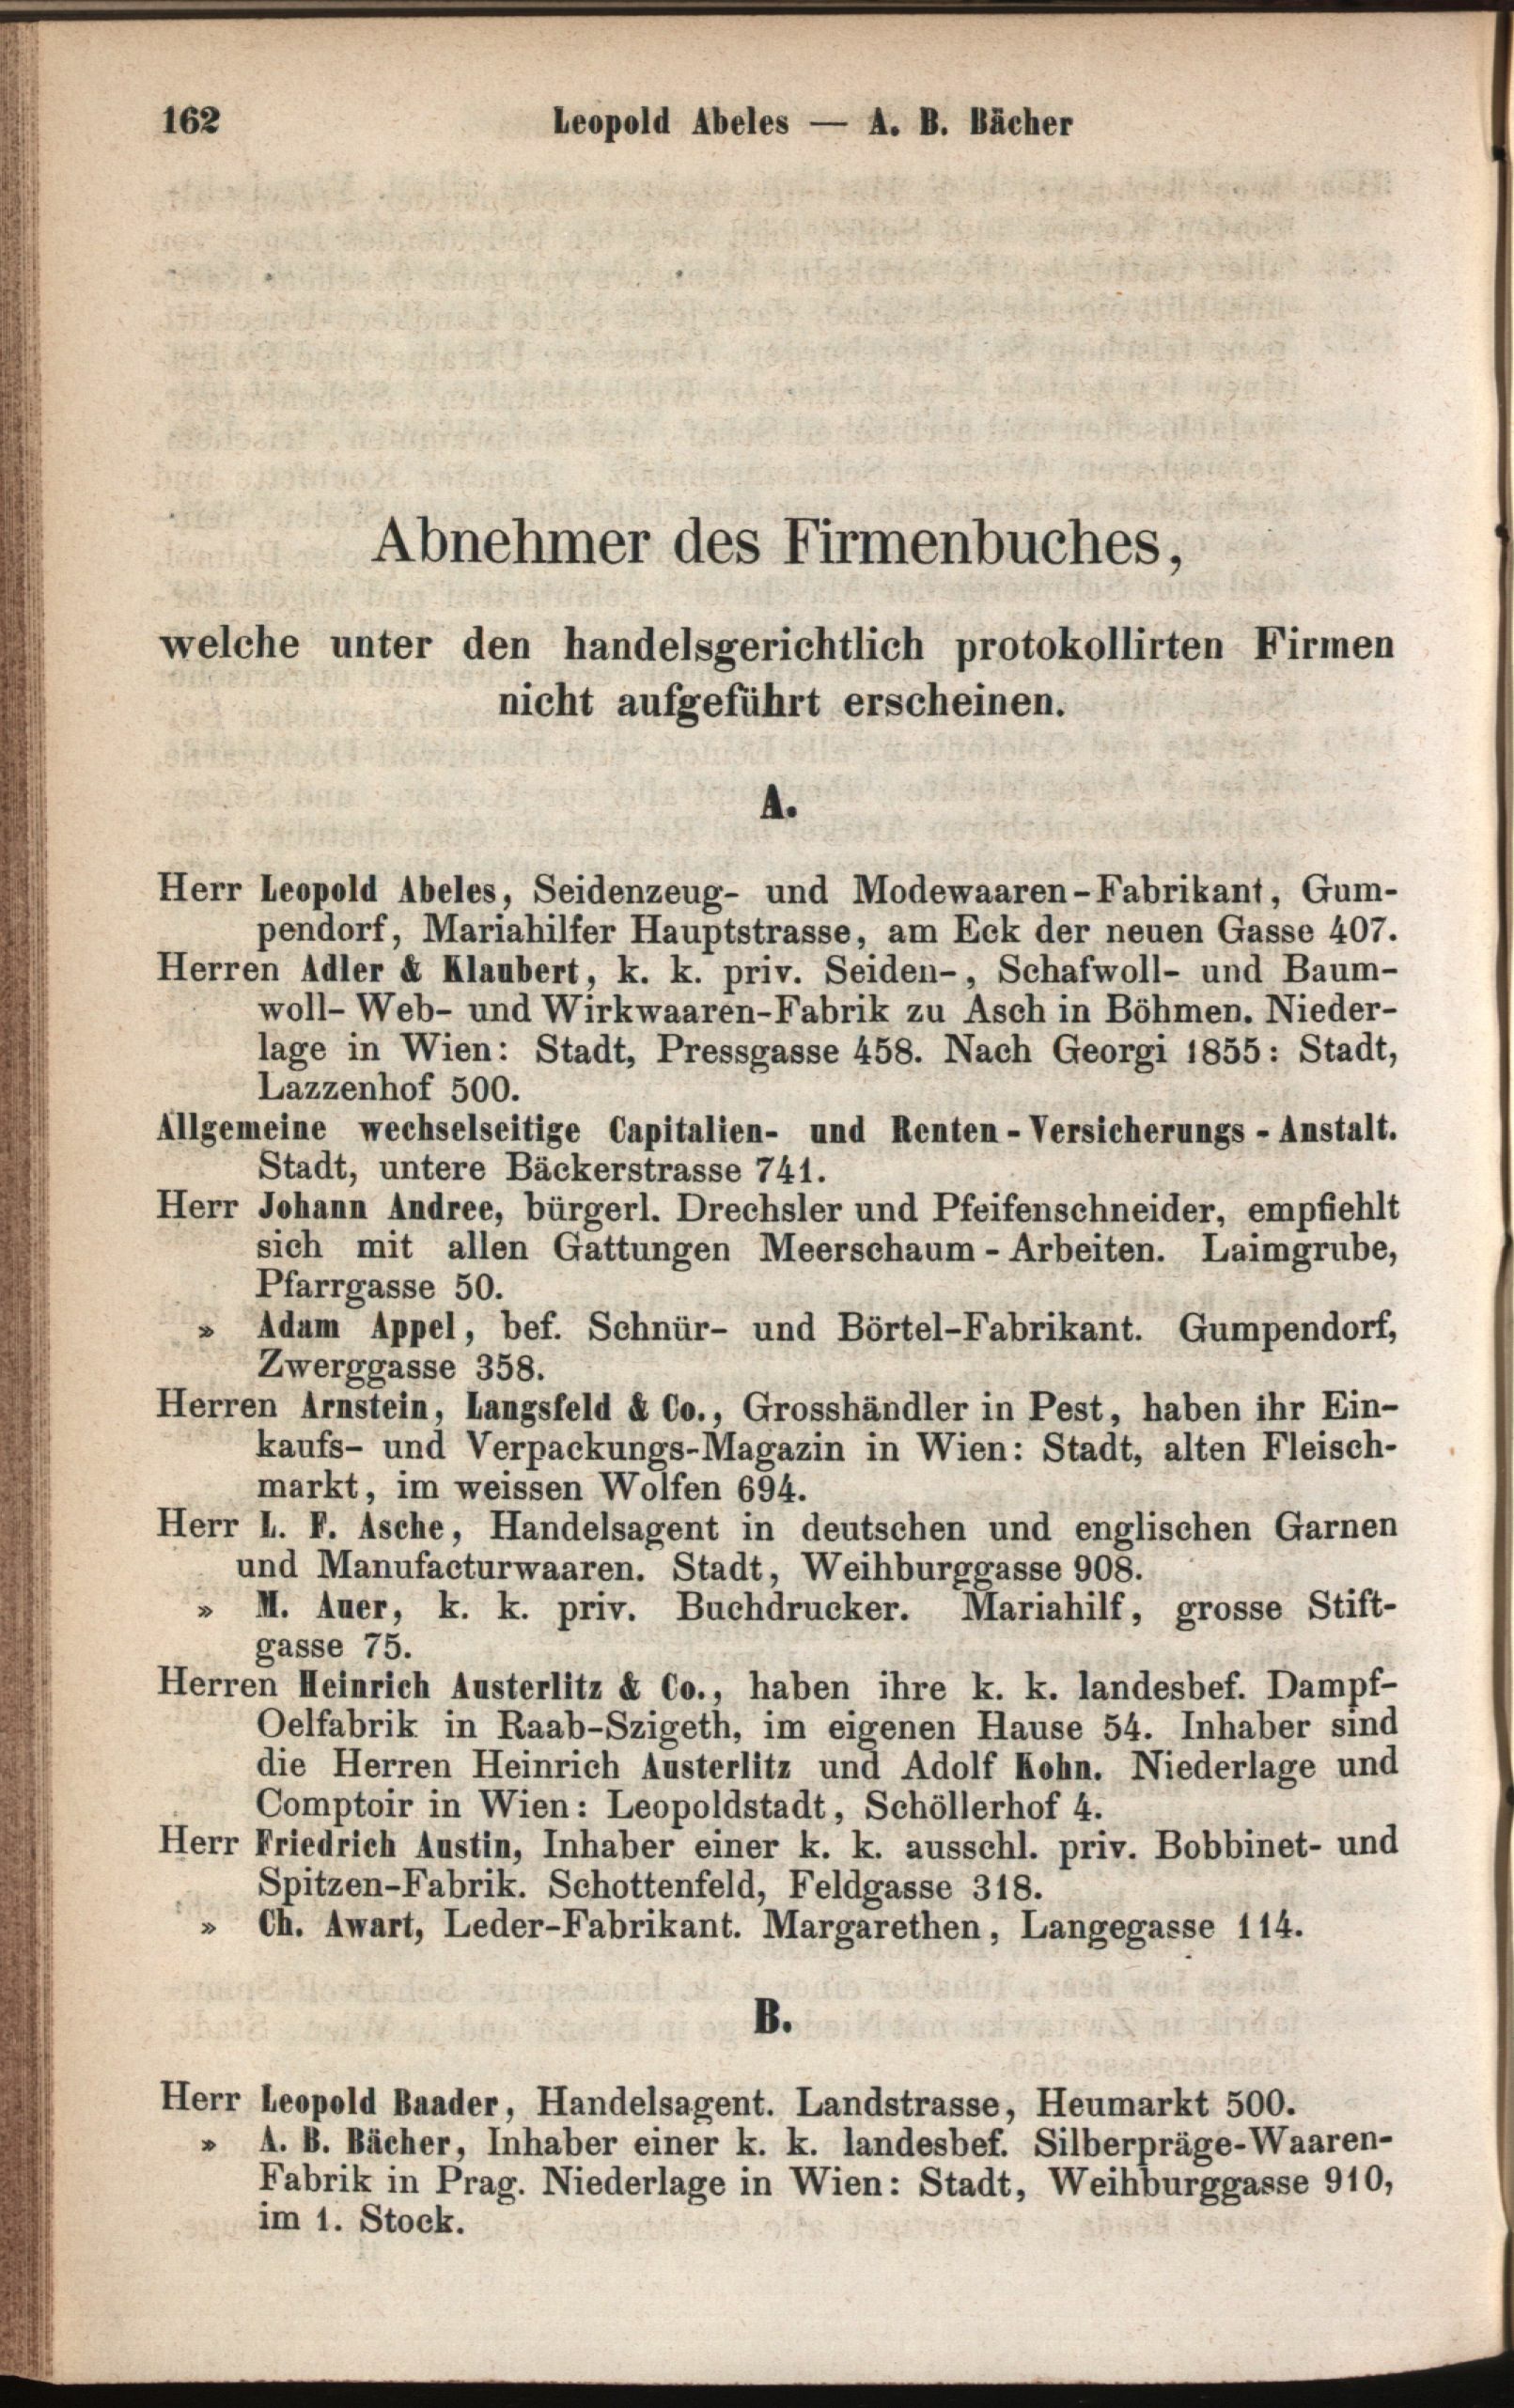 162 Leopold Abeles — A. B. Bächer
Abnehmer des Firmenbuches,
welche unter den handelsgerichtlich protokollirten Firmen
nicht aufgeführt erscheinen.
A.
Herr Leopold Abeles, Seidenzeug- und Modewaaren-Fabrikant, Gum-
pendorf, Mariahilfer Hauptstrasse, am Eck der neuen Gasse 407.
Herren Adler & Klaubert, k. k. priv. Seiden-, Schafwoll- und Baum-
woll- Web- und Wirkwaaren-Fabrik zu Asch in Böhmen. Nieder-
lage in Wien: Stadt, Pressgasse 458. Nach Georgi 1855: Stadt,
Lazzenhof 500.
Allgemeine wechselseitige Capitalien- und Renten-Versicherungs-Anstalt.
Stadt, untere Bäckerstrasse 741.
Herr Johann Andree, bürgerl. Drechsler und Pfeifenschneider, empfiehlt
sich mit allen Gattungen Meerschaum-Arbeiten. Laimgrube,
Pfarrgasse 50.
» Adam Appel, bef. Schnür- und Börtel-Fabrikant. Gumpendorf,
Zwerggasse 358.
Herren Arnstein, Langsfeld & Co., Grosshändler in Pest, haben ihr Ein-
kaufs- und Verpackungs-Magazin in Wien: Stadt, alten Fleisch-
markt, im weissen Wolfen 694.
Herr L. F. Asche, Handelsagent in deutschen und englischen Garnen
und Manufacturwaaren. Stadt, Weihburggasse 908.
» M. Auer, k. k. priv. Buchdrucker. Mariahilf, grosse Stift-
gasse 75.
Herren Heinrich Austerlitz & Co., haben ihre k. k. landesbef. Dampf-
Oelfabrik in Raab-Szigeth, im eigenen Hause 54. Inhaber sind
die Herren Heinrich Austerlitz und Adolf Kohn. Niederlage und
Comptoir in Wien: Leopoldstadt, Schöllerhof 4.
Herr Friedrich Austin, Inhaber einer k. k. ausschl. priv. Bobbinet- und
Spitzen-Fabrik. Schottenfeld, Feldgasse 318.
» Ch. Awart, Leder-Fabrikant. Margarethen, Langegasse 114.
B.
Herr Leopold Baader, Handelsagent. Landstrasse, Heumarkt 500.
» A. B. Bächer, Inhaber einer k. k. landesbef. Silberpräge-Waaren-
Fabrik in Prag. Niederlage in Wien: Stadt, Weihburggasse 910,
im 1. Stock.